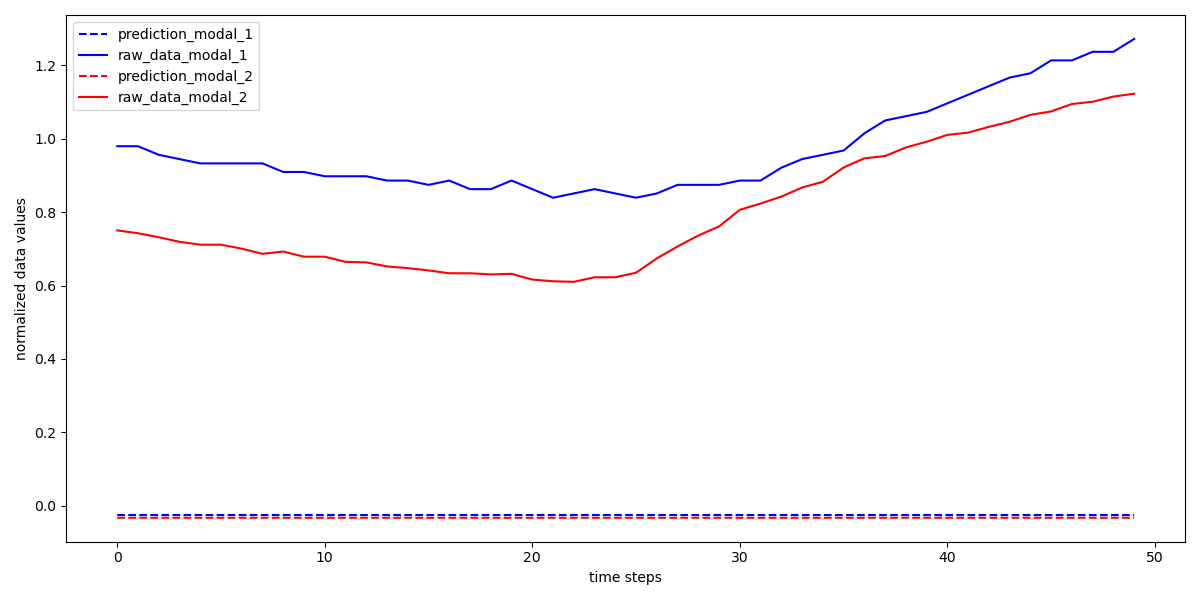 prediction_modal_1
raw_data_modal_1
prediction_modal_2
raw_data_modal_2
normalized data values
1.2
1.0
0.8
0.6
0.4
0.2
0.0
0 10 20 30 40 50
time steps